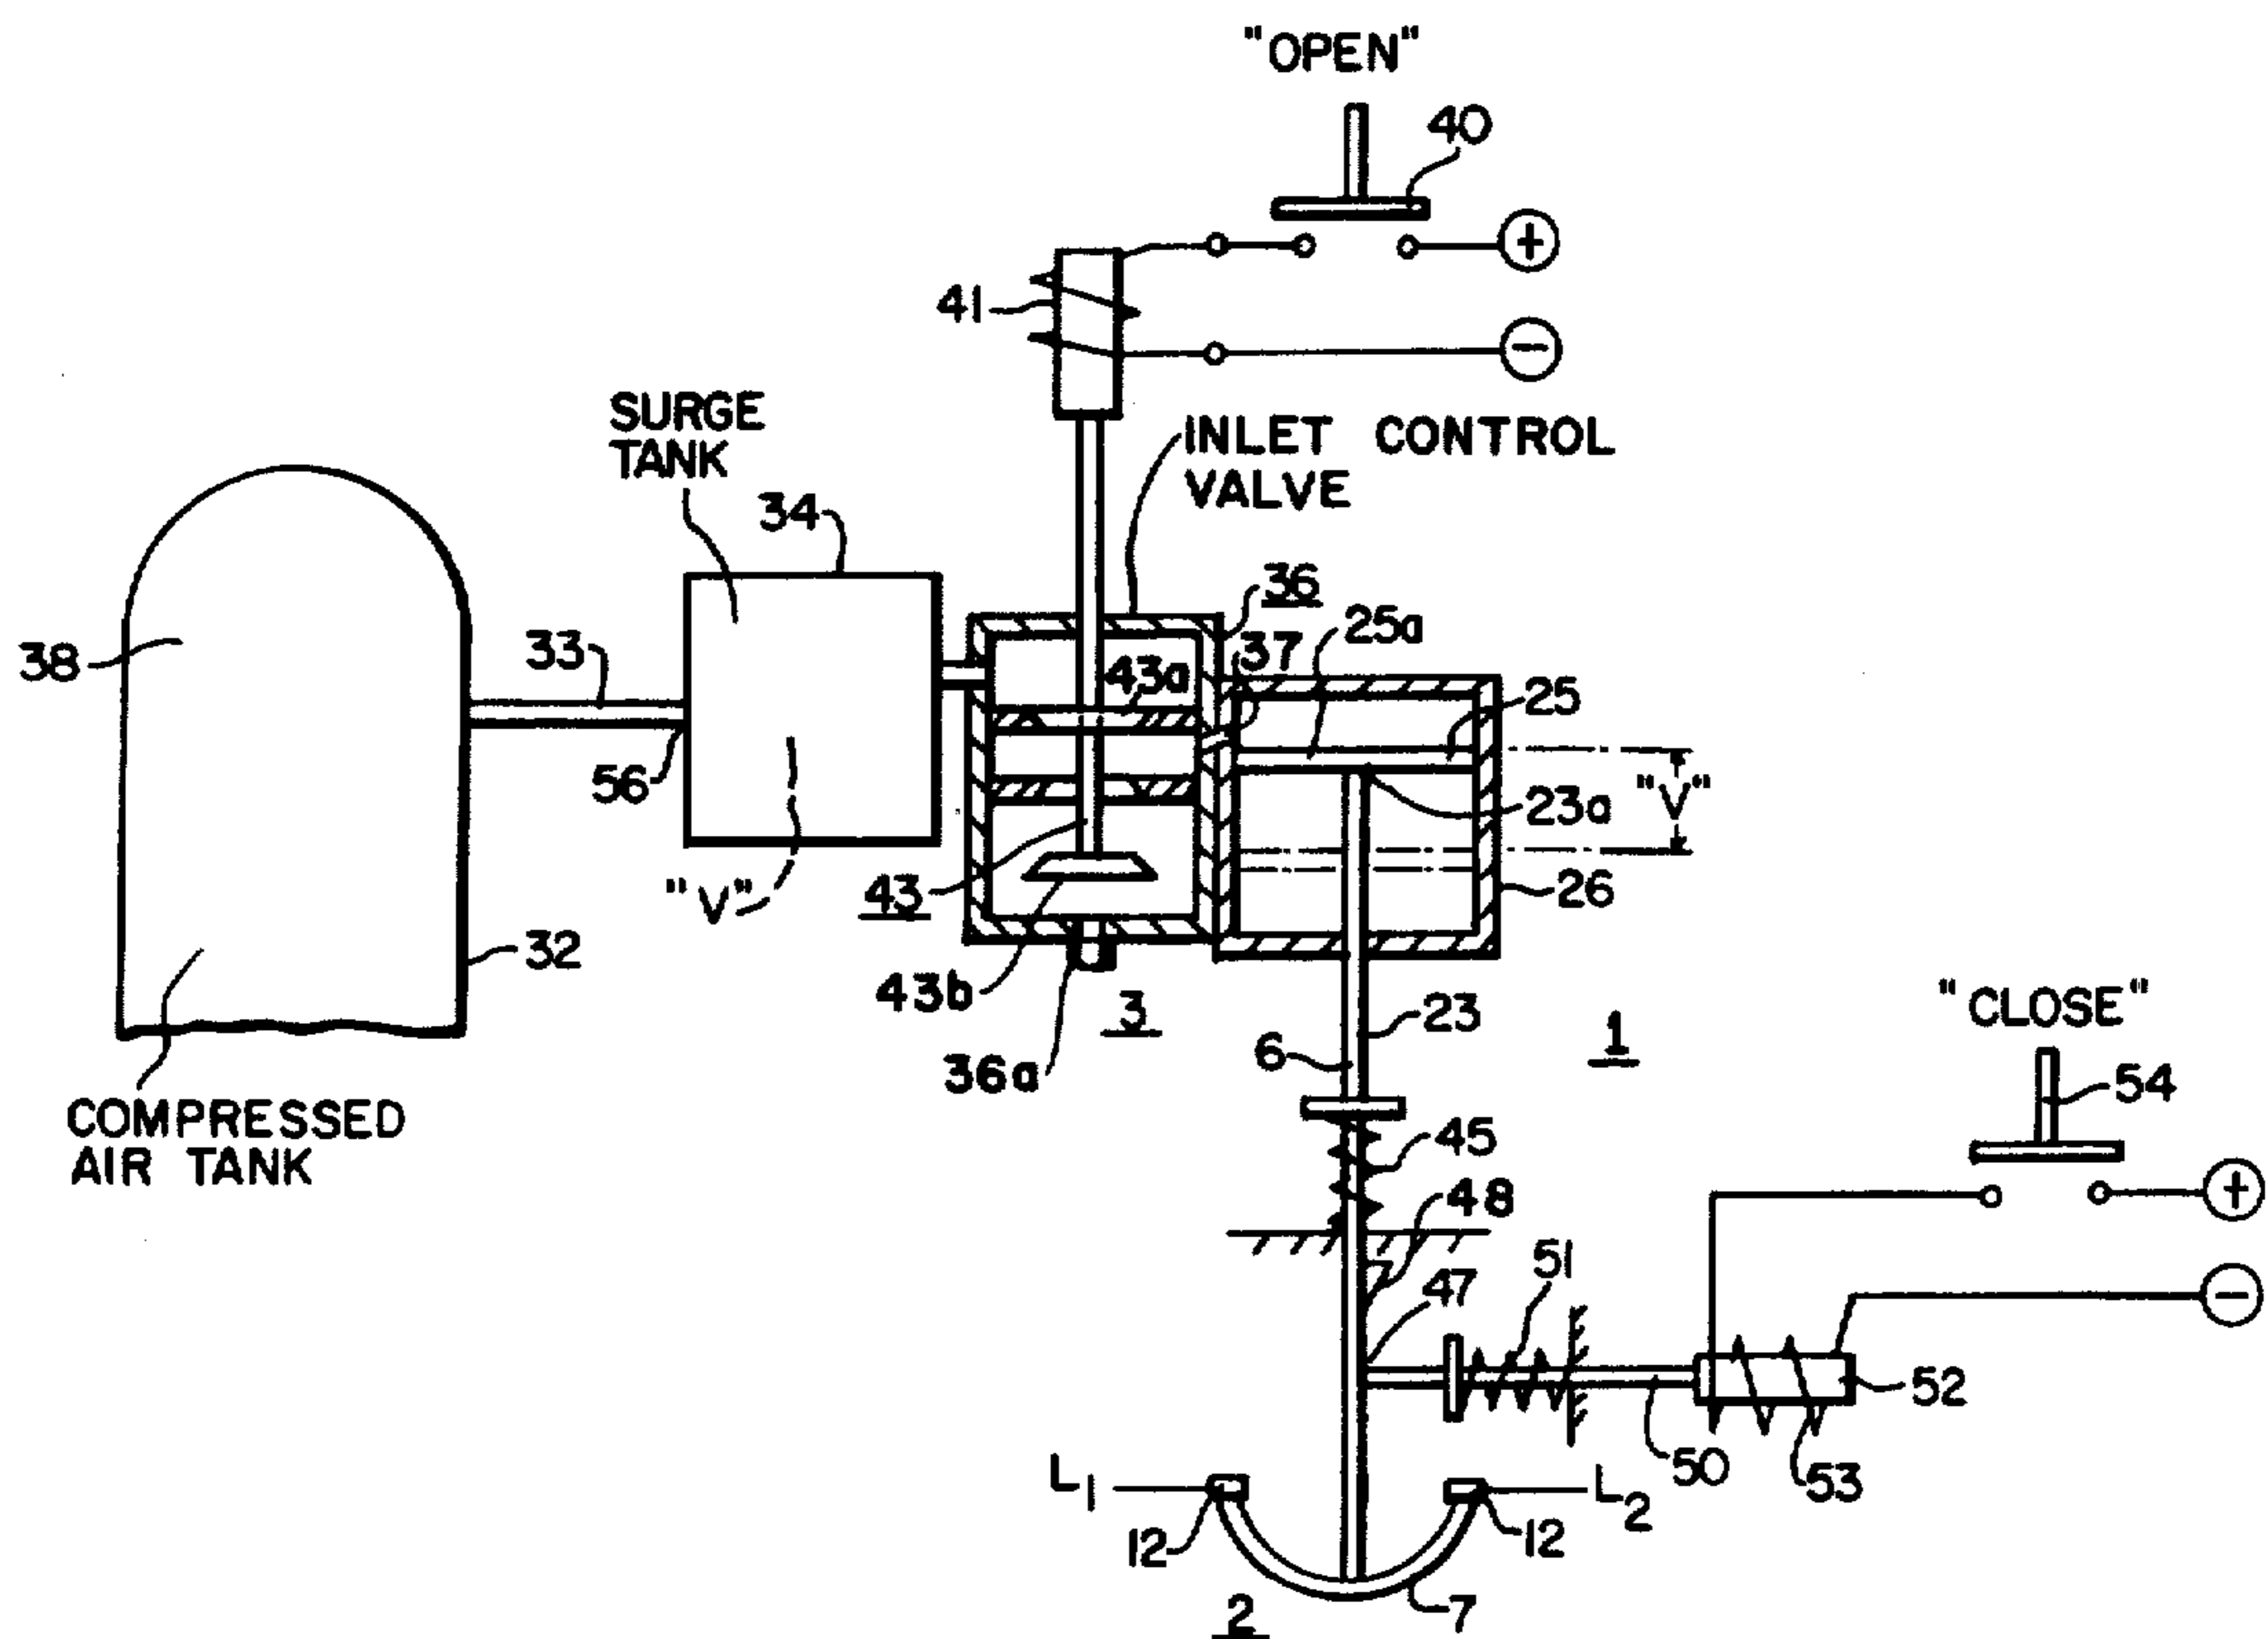 "OPEN"
40
+
41
−
SURGE
TANK
INLET CONTROL
VALVE
34
36
25a
37
38
33
43a
25
56
23a
"V"
"V"
43
26
32
43b
3
23
"CLOSE"
1
6
36a
54
COMPRESSED
AIR TANK
45
+
48
51
47
−
52
50
53
L1
L2
12
12
7
2